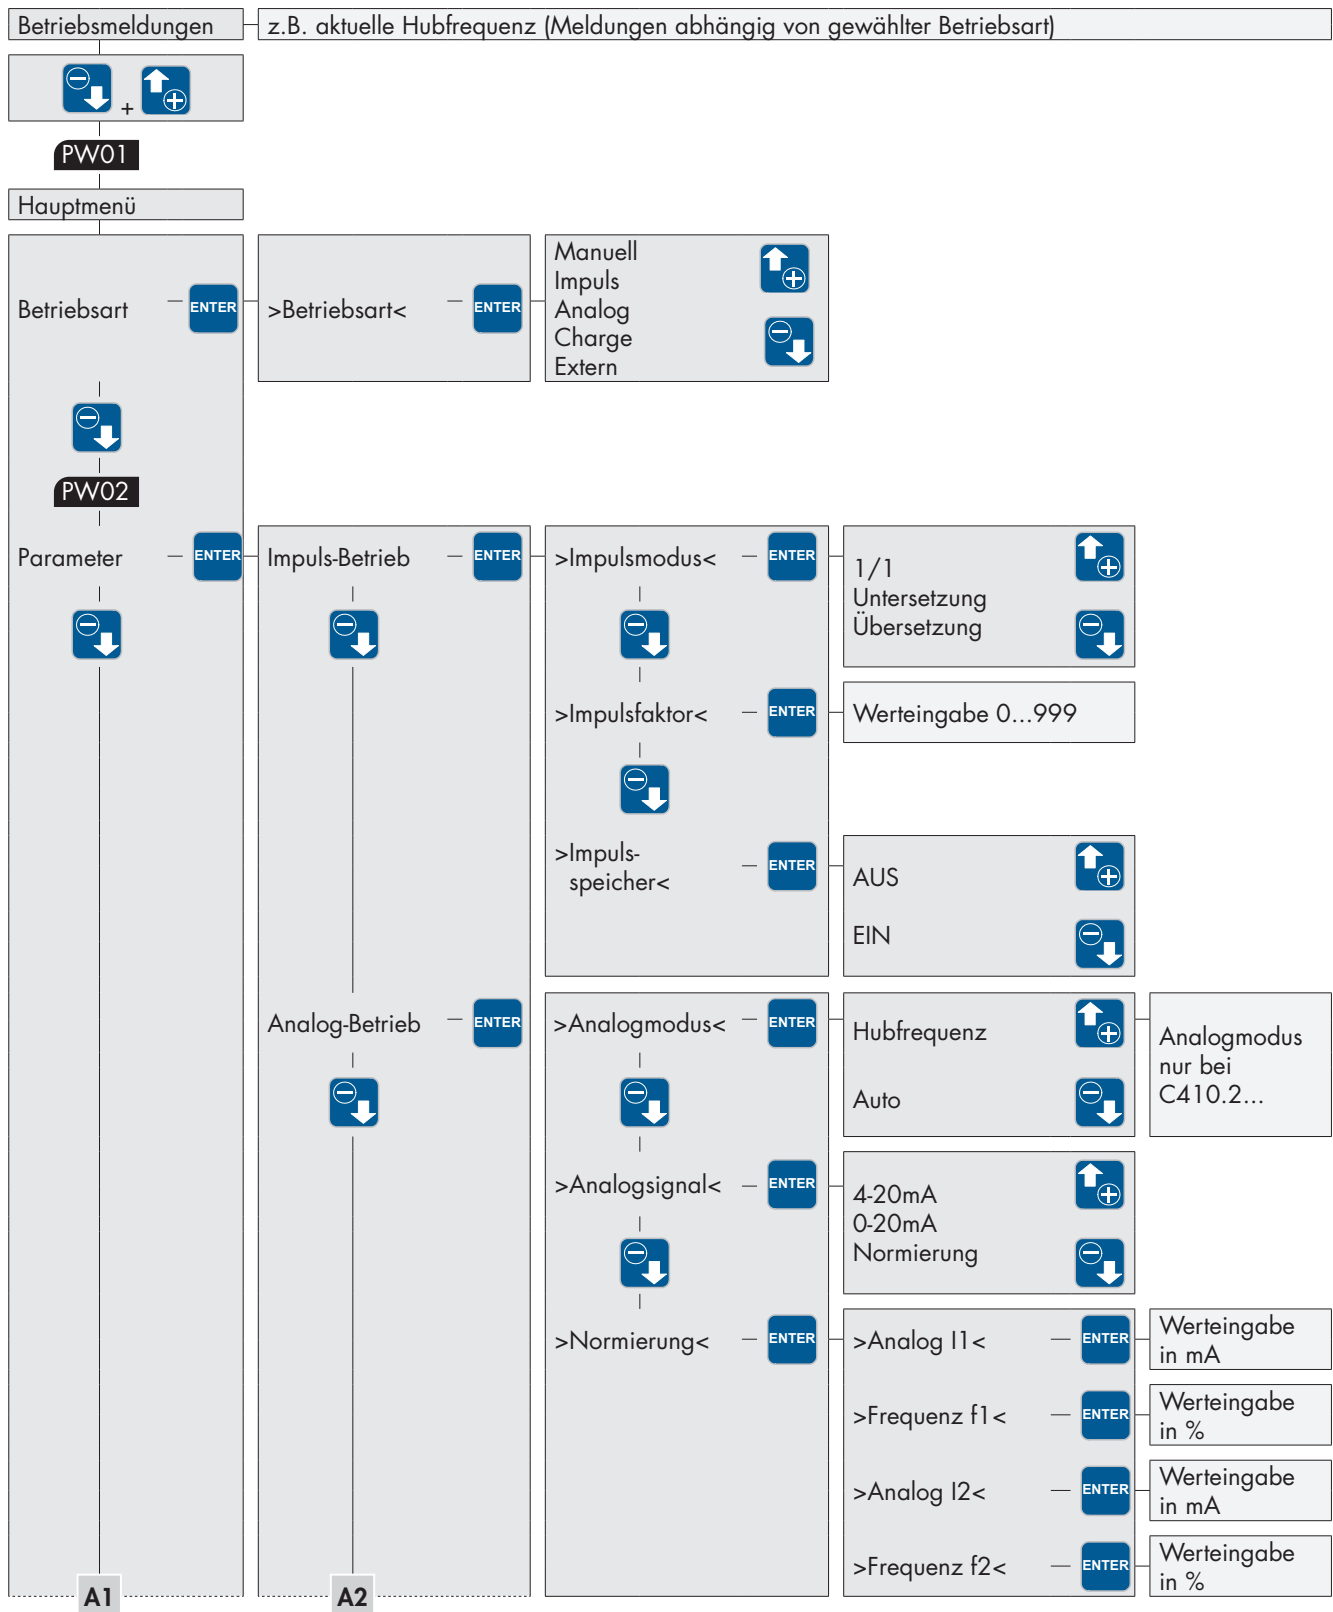 Betriebsmeldungen
z.B. aktuelle Hubfrequenz (Meldungen abhängig von gewählter Betriebsart)
+
PW01
Hauptmenü
Betriebsart
ENTER
>Betriebsart<
ENTER
Manuell
Impuls
Analog
Charge
Extern
PW02
Parameter
ENTER
Impuls-Betrieb
ENTER
>Impulsmodus<
ENTER
1/1
Untersetzung
Übersetzung
>Impulsfaktor<
ENTER
Werteingabe 0...999
>Impuls-
speicher<
ENTER
AUS
EIN
Analog-Betrieb
ENTER
>Analogmodus<
ENTER
Hubfrequenz
Auto
Analogmodus
nur bei
C410.2...
>Analogsignal<
ENTER
4-20mA
0-20mA
Normierung
>Normierung<
ENTER
>Analog I1<
ENTER
Werteingabe
in mA
>Frequenz f1<
ENTER
Werteingabe
in %
>Analog I2<
ENTER
Werteingabe
in mA
>Frequenz f2<
ENTER
Werteingabe
in %
A1
A2